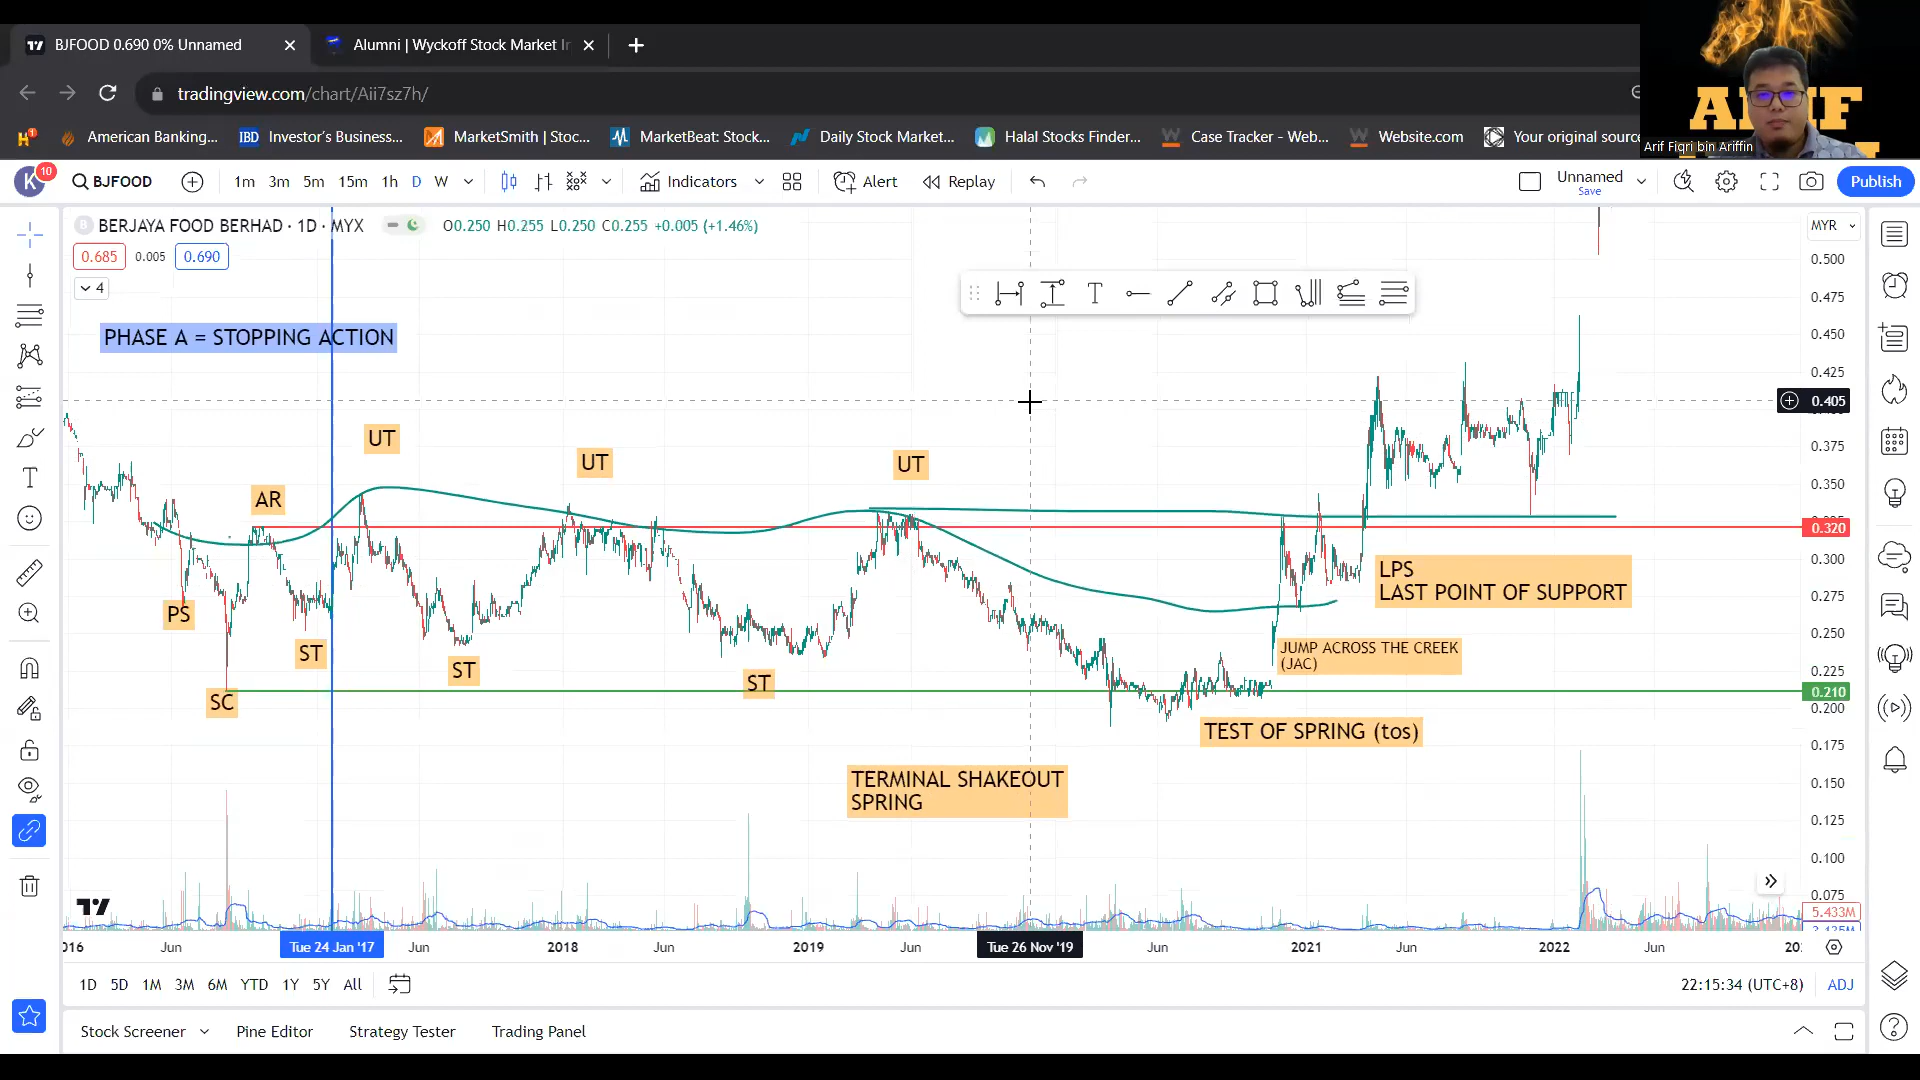 BJFOOD 0.690 0% Unnamed
Alumni | Wyckoff Stock Market In
tradingview.com/chart/Aii7sz7h/
American Banking...
IBD Investor's Business...
MarketSmith | Stoc...
MarketBeat: Stock...
Daily Stock Market...
Halal Stocks Finder...
Case Tracker - Web...
Website.com
Your original source
Arif Fiqri bin Ariffin
K 10
BJFOOD
1m 3m 5m 15m 1h D W
Indicators
Alert
Replay
Unnamed
Save
Publish
BERJAYA FOOD BERHAD · 1D · MYX
O0.250 H0.255 L0.250 C0.255 +0.005 (+1.46%)
MYR
0.685 0.005 0.690
4
PHASE A = STOPPING ACTION
UT
UT
UT
AR
PS
ST
SC
ST
ST
LPS
LAST POINT OF SUPPORT
JUMP ACROSS THE CREEK
(JAC)
TEST OF SPRING (tos)
TERMINAL SHAKEOUT
SPRING
0.500
0.475
0.450
0.425
0.405
0.375
0.350
0.320
0.300
0.275
0.250
0.225
0.210
0.200
0.175
0.150
0.125
0.100
0.075
5.433M
016 Jun Tue 24 Jan '17 Jun 2018 Jun 2019 Jun Tue 26 Nov '19 Jun 2021 Jun 2022 Jun
1D 5D 1M 3M 6M YTD 1Y 5Y All
22:15:34 (UTC+8) ADJ
Stock Screener Pine Editor Strategy Tester Trading Panel